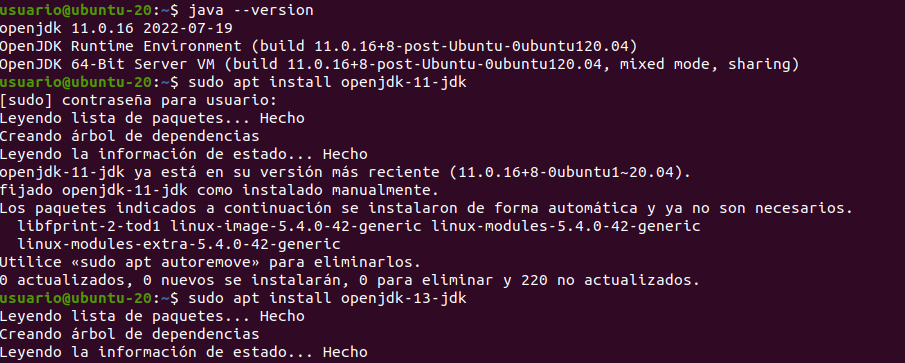 usuario@ubuntu-20:~$ java --version
openjdk 11.0.16 2022-07-19
OpenJDK Runtime Environment (build 11.0.16+8-post-Ubuntu-0ubuntu120.04)
OpenJDK 64-Bit Server VM (build 11.0.16+8-post-Ubuntu-0ubuntu120.04, mixed mode, sharing)
usuario@ubuntu-20:~$ sudo apt install openjdk-11-jdk
[sudo] contraseña para usuario:
Leyendo lista de paquetes... Hecho
Creando árbol de dependencias
Leyendo la información de estado... Hecho
openjdk-11-jdk ya está en su versión más reciente (11.0.16+8-0ubuntu1~20.04).
fijado openjdk-11-jdk como instalado manualmente.
Los paquetes indicados a continuación se instalaron de forma automática y ya no son necesarios.
  libfprint-2-tod1 linux-image-5.4.0-42-generic linux-modules-5.4.0-42-generic
  linux-modules-extra-5.4.0-42-generic
Utilice «sudo apt autoremove» para eliminarlos.
0 actualizados, 0 nuevos se instalarán, 0 para eliminar y 220 no actualizados.
usuario@ubuntu-20:~$ sudo apt install openjdk-13-jdk
Leyendo lista de paquetes... Hecho
Creando árbol de dependencias
Leyendo la información de estado... Hecho